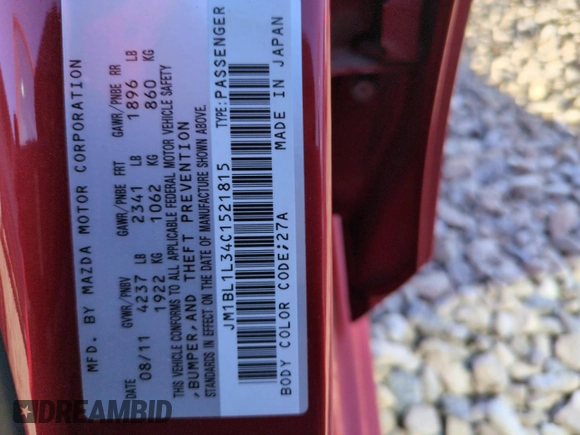 MFD. BY MAZDA MOTOR CORPORATION
DATE GVWR/PNBV GAWR/PNBE FRT GAWR/PNBE RR
08/11 4237 LB 2341 LB 1896 LB
1922 KG 1062 KG 860 KG
THIS VEHICLE CONFORMS TO ALL APPLICABLE FEDERAL MOTOR VEHICLE SAFETY
,BUMPER,AND THEFT PREVENTION
STANDARDS IN EFFECT ON THE DATE OF MANUFACTURE SHOWN ABOVE.
JM1BL1L34C1521815 TYPE:PASSENGER
BODY COLOR CODE;27A MADE IN JAPAN
DREAMBID